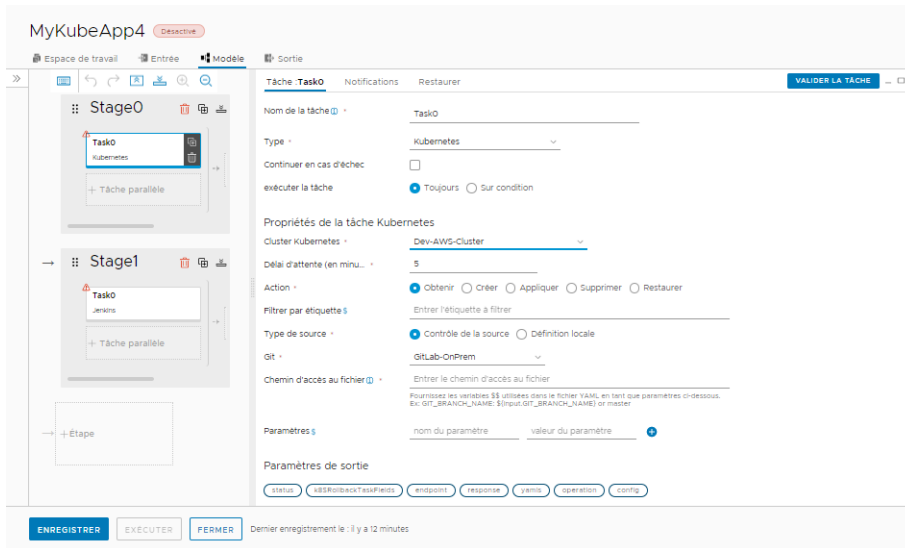 MyKubeApp4 Désactivé
Espace de travail Entrée Modèle Sortie
Stage0
Task0
Kubernetes
+ Tâche parallèle
Stage1
Task0
Jenkins
+ Tâche parallèle
+Étape
Tâche :Task0 Notifications Restaurer VALIDER LA TÂCHE
Nom de la tâche * Task0
Type * Kubernetes
Continuer en cas d'échec
exécuter la tâche Toujours Sur condition
Propriétés de la tâche Kubernetes
Cluster Kubernetes * Dev-AWS-Cluster
Délai d'attente (en minu... * 5
Action * Obtenir Créer Appliquer Supprimer Restaurer
Filtrer par étiquette $ Entrer l'étiquette à filtrer
Type de source * Contrôle de la source Définition locale
Git * GitLab-OnPrem
Chemin d'accès au fichier * Entrer le chemin d'accès au fichier
Fournissez les variables $$ utilisées dans le fichier YAML en tant que paramètres ci-dessous.
Ex: GIT_BRANCH_NAME: ${input.GIT_BRANCH_NAME} or master
Paramètres $ nom du paramètre valeur du paramètre
Paramètres de sortie
status k8SRollbackTaskFields endpoint response yamls operation config
ENREGISTRER EXÉCUTER FERMER Dernier enregistrement le : il y a 12 minutes